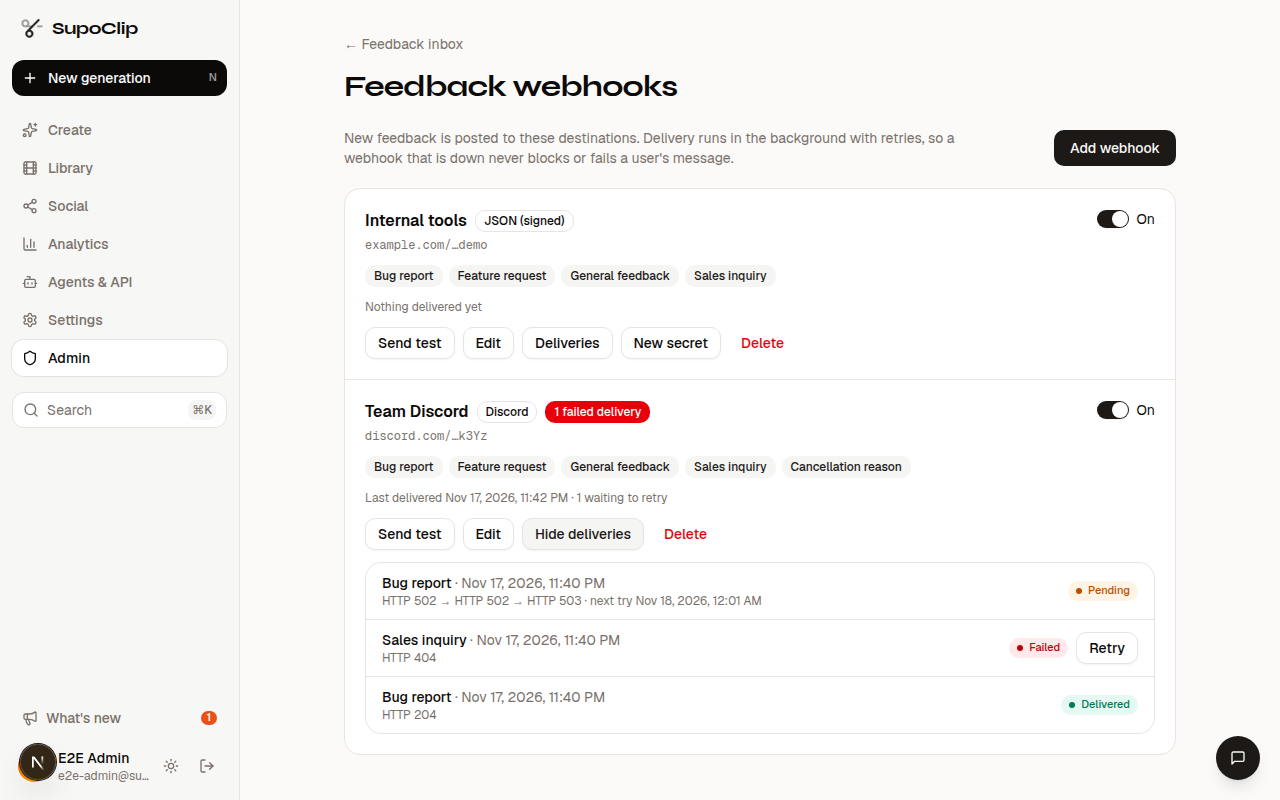 SupoClip
New generation N
Create
Library
Social
Analytics
Agents & API
Settings
Admin
Search ⌘K
What's new 1
N E2E Admin
e2e-admin@su…
← Feedback inbox
Feedback webhooks
New feedback is posted to these destinations. Delivery runs in the background with retries, so a
webhook that is down never blocks or fails a user's message.
Add webhook
Internal tools JSON (signed) On
example.com/…demo
Bug report Feature request General feedback Sales inquiry
Nothing delivered yet
Send test Edit Deliveries New secret Delete
Team Discord Discord 1 failed delivery On
discord.com/…k3Yz
Bug report Feature request General feedback Sales inquiry Cancellation reason
Last delivered Nov 17, 2026, 11:42 PM · 1 waiting to retry
Send test Edit Hide deliveries Delete
Bug report · Nov 17, 2026, 11:40 PM Pending
HTTP 502 → HTTP 502 → HTTP 503 · next try Nov 18, 2026, 12:01 AM
Sales inquiry · Nov 17, 2026, 11:40 PM Failed Retry
HTTP 404
Bug report · Nov 17, 2026, 11:40 PM Delivered
HTTP 204